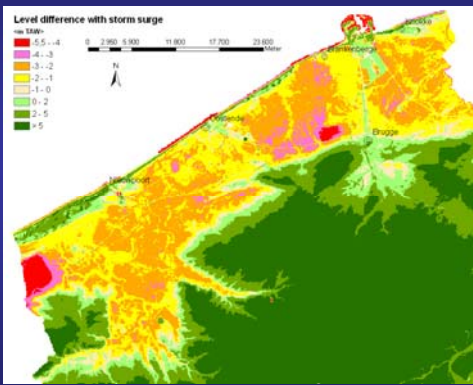 Level difference with storm surge
<m TAW>
-5,5 - -4
-4 - -3
-3 - -2
-2 - -1
-1 - 0
0 - 2
2 - 5
> 5
0 2 950 5 900 11 800 17 700 23 600
Meter
N
Knokke
Blankenberge
Oostende
Brugge
Nieuwpoort